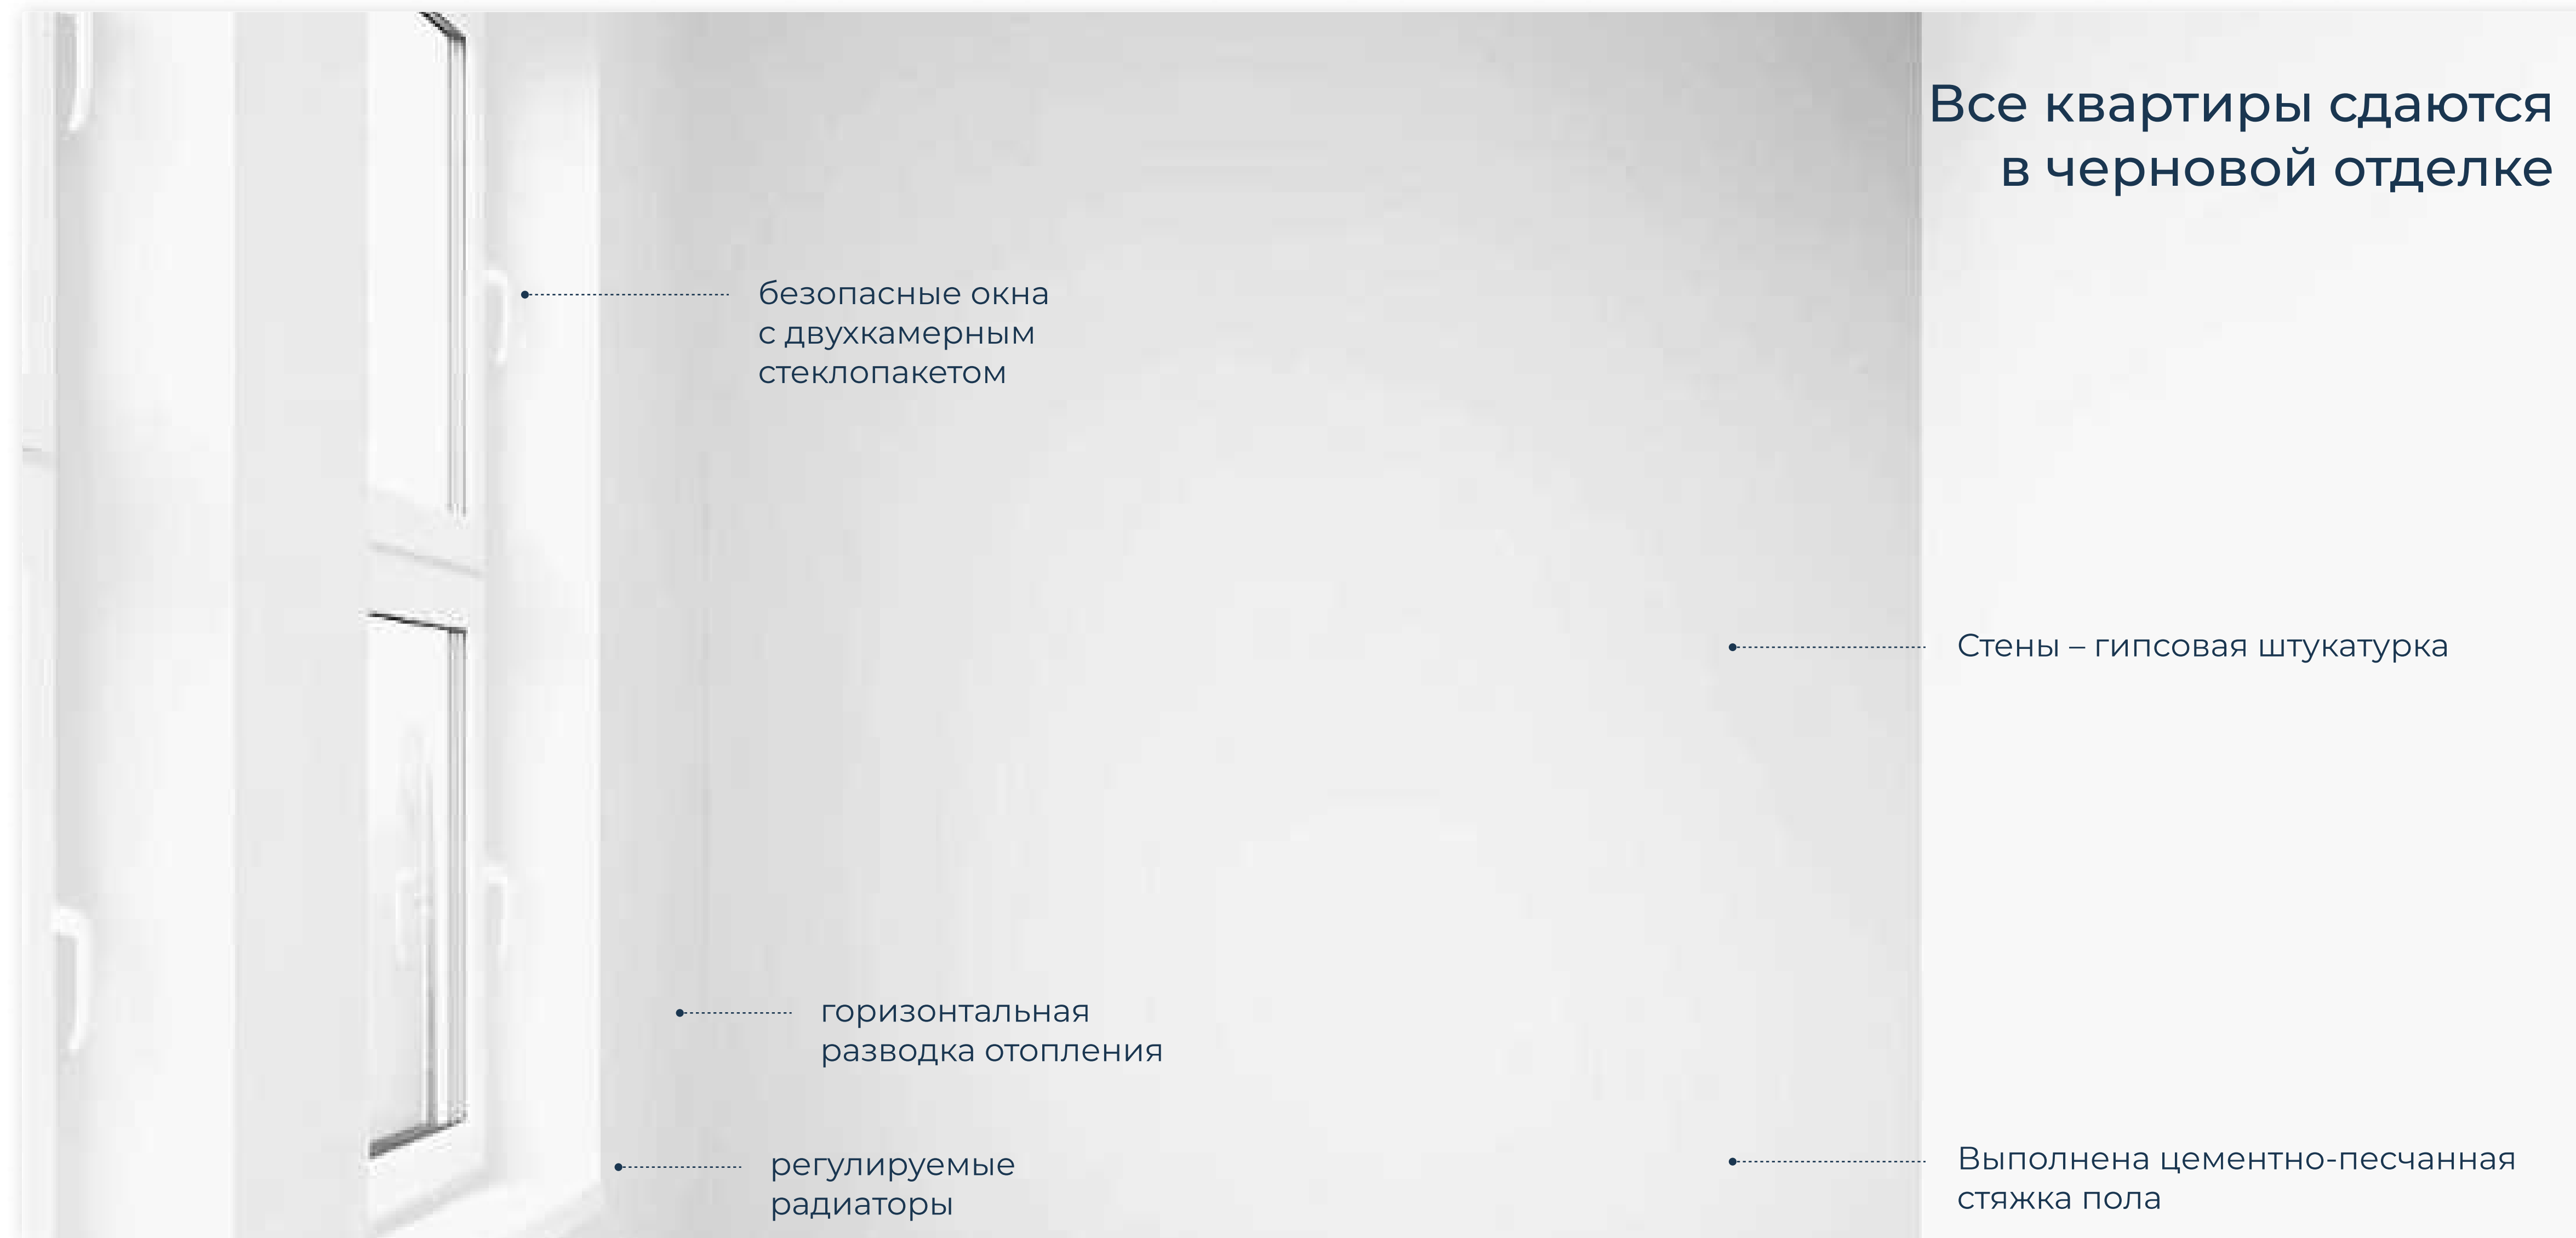 Все квартиры сдаются
в черновой отделке
безопасные окна
с двухкамерным
стеклопакетом
Стены – гипсовая штукатурка
горизонтальная
разводка отопления
регулируемые
радиаторы
Выполнена цементно-песчанная
стяжка пола